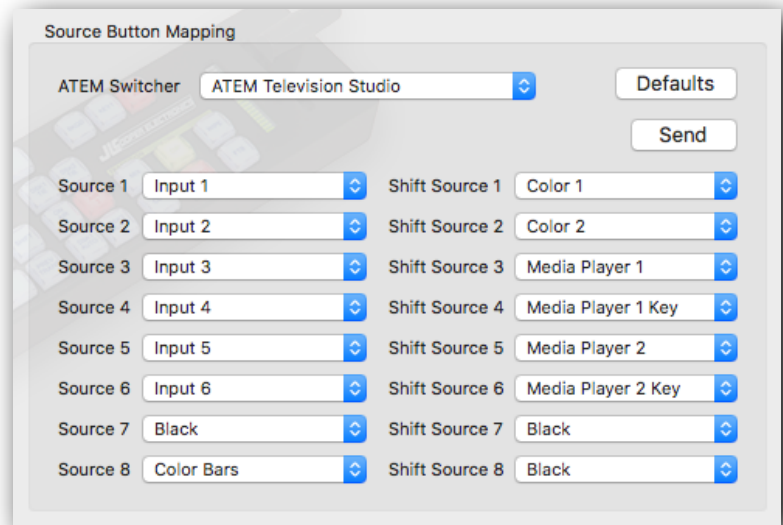 Source Button Mapping
ATEM Switcher ATEM Television Studio Defaults
Send
Source 1 Input 1 Shift Source 1 Color 1
Source 2 Input 2 Shift Source 2 Color 2
Source 3 Input 3 Shift Source 3 Media Player 1
Source 4 Input 4 Shift Source 4 Media Player 1 Key
Source 5 Input 5 Shift Source 5 Media Player 2
Source 6 Input 6 Shift Source 6 Media Player 2 Key
Source 7 Black Shift Source 7 Black
Source 8 Color Bars Shift Source 8 Black